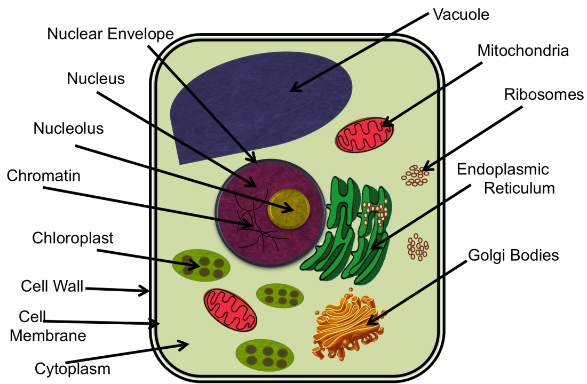 Nuclear Envelope
Vacuole
Nucleus
Mitochondria
Nucleolus
Ribosomes
Chromatin
Endoplasmic
Reticulum
Chloroplast
Golgi Bodies
Cell Wall
Cell
Membrane
Cytoplasm